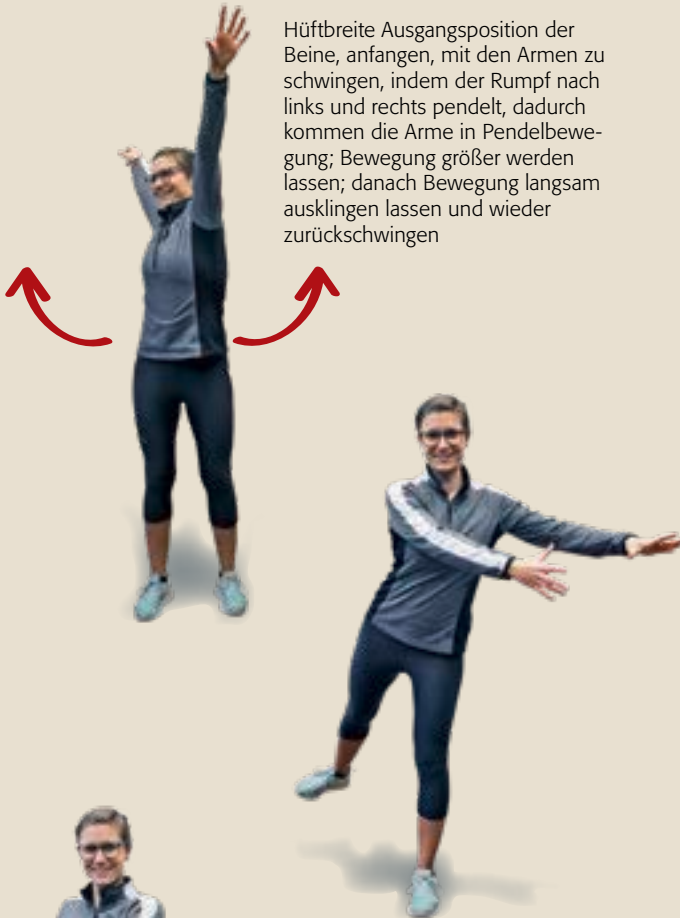 Hüftbreite Ausgangsposition der
Beine, anfangen, mit den Armen zu
schwingen, indem der Rumpf nach
links und rechts pendelt, dadurch
kommen die Arme in Pendelbewe-
gung; Bewegung größer werden
lassen; danach Bewegung langsam
ausklingen lassen und wieder
zurückschwingen